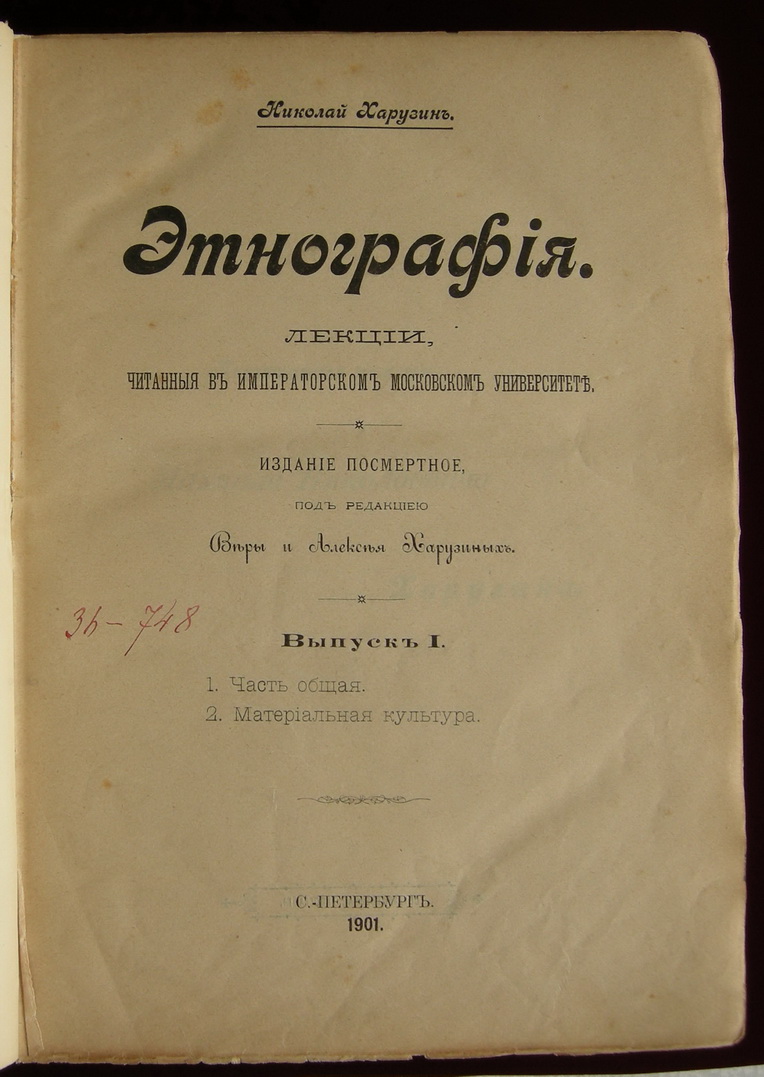 Николай Харузинъ.
Этнографія.
ЛЕКЦІИ,
ЧИТАННЫЯ ВЪ ИМПЕРАТОРСКОМЪ МОСКОВСКОМЪ УНИВЕРСИТЕТѢ.
ИЗДАНІЕ ПОСМЕРТНОЕ,
ПОДЪ РЕДАКЦІЕЮ
Вѣры и Алексѣя Харузиныхъ.
36-748
Выпускъ I.
1. Часть общая.
2. Матеріальная культура.
С.-ПЕТЕРБУРГЪ.
1901.